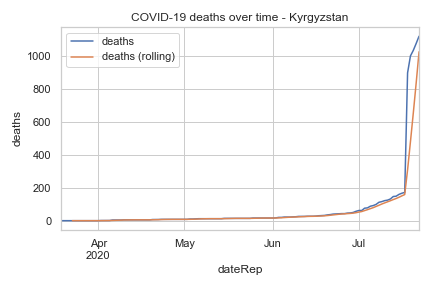 COVID-19 deaths over time - Kyrgyzstan
deaths
deaths (rolling)
1000
800
600
400
200
0
deaths
Apr
2020
May
Jun
Jul
dateRep